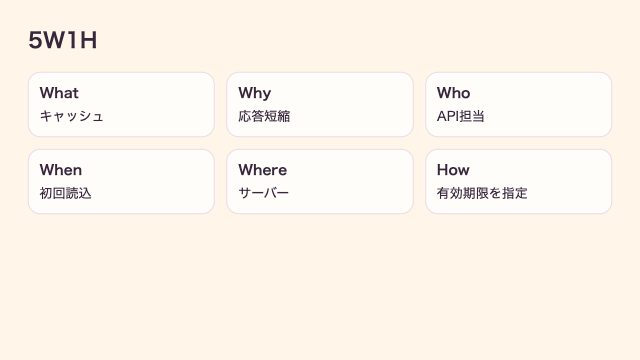 5W1H
What
キャッシュ
Why
応答短縮
Who
API担当
When
初回読込
Where
サーバー
How
有効期限を指定